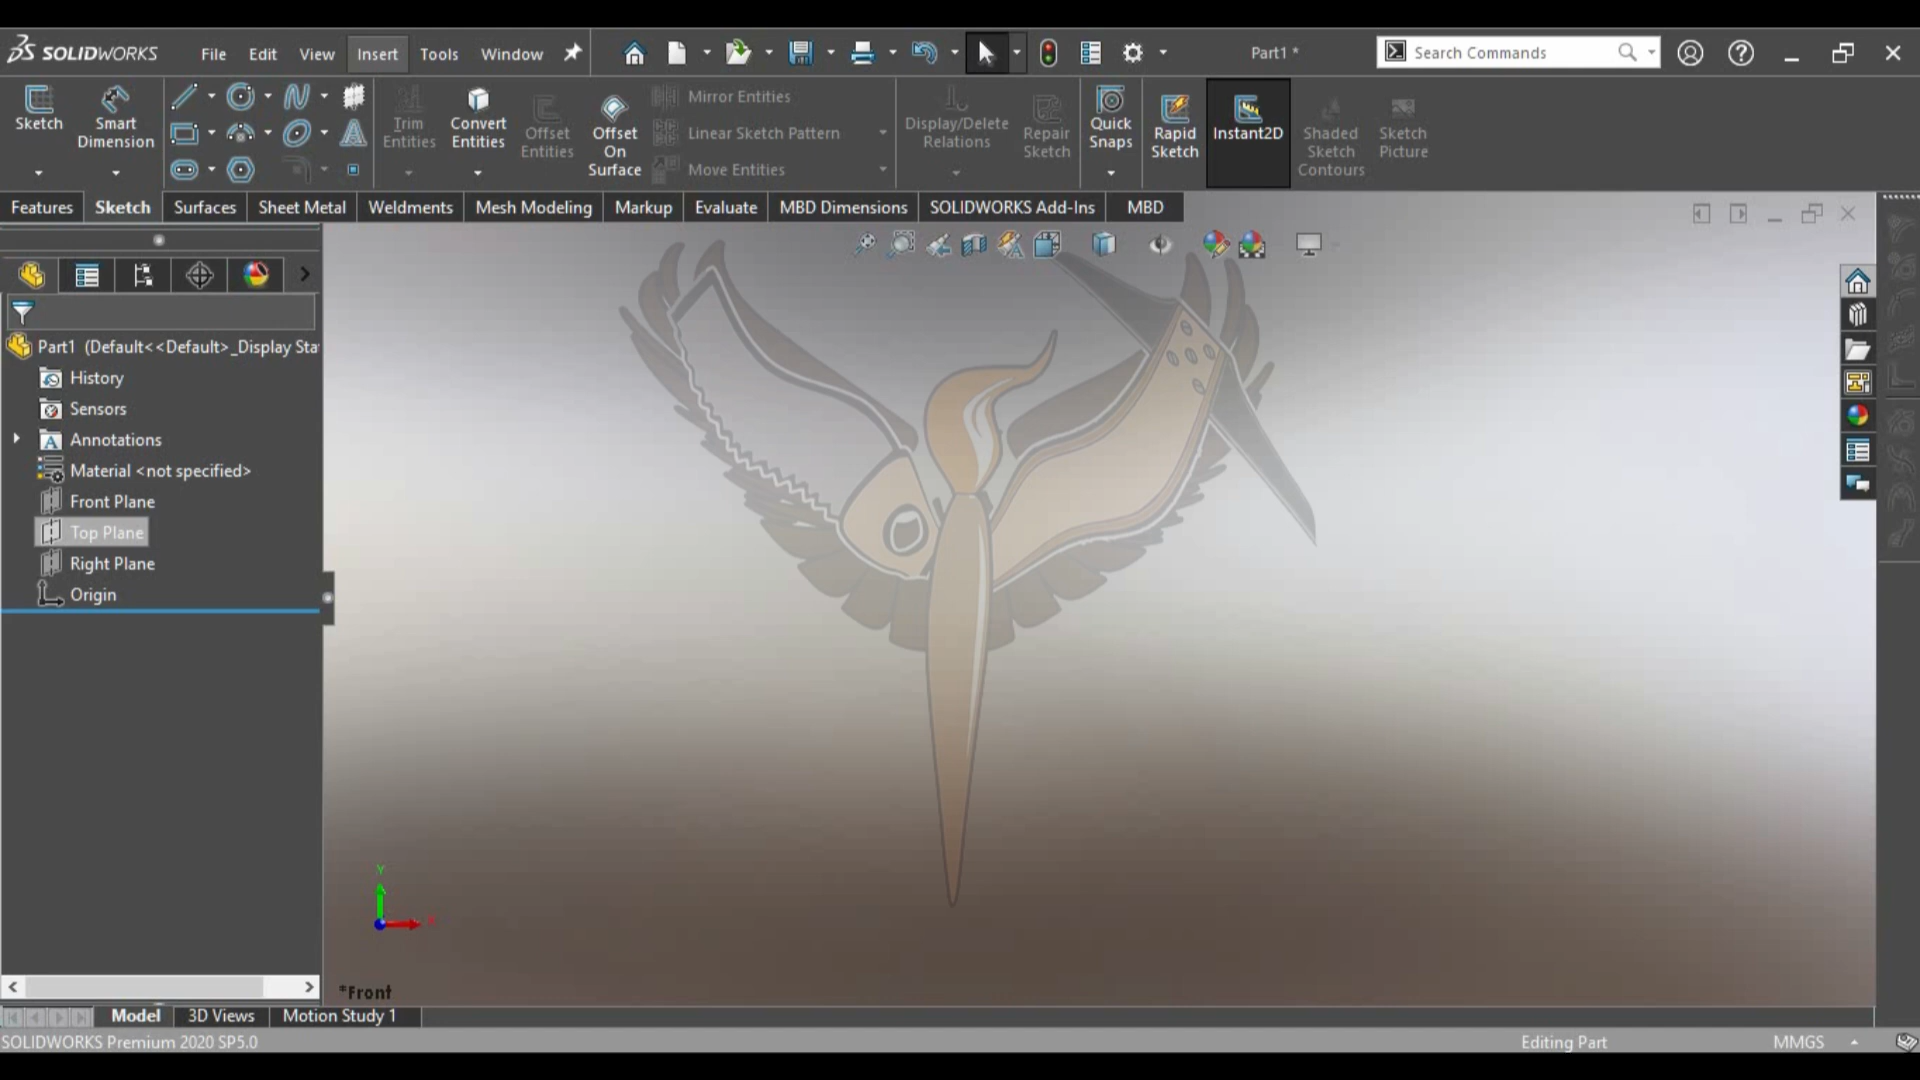 SOLIDWORKS File Edit View Insert Tools Window Part1 * Search Commands
Sketch Smart Dimension Trim Entities Convert Entities Offset Entities Offset On Surface Mirror Entities Linear Sketch Pattern Move Entities Display/Delete Relations Repair Sketch Quick Snaps Rapid Sketch Instant2D Shaded Sketch Contours Sketch Picture
Features Sketch Surfaces Sheet Metal Weldments Mesh Modeling Markup Evaluate MBD Dimensions SOLIDWORKS Add-Ins MBD
Part1 (Default<<Default>_Display Sta
History
Sensors
Annotations
Material <not specified>
Front Plane
Top Plane
Right Plane
Origin
Y
X
*Front
Model 3D Views Motion Study 1
SOLIDWORKS Premium 2020 SP5.0 Editing Part MMGS